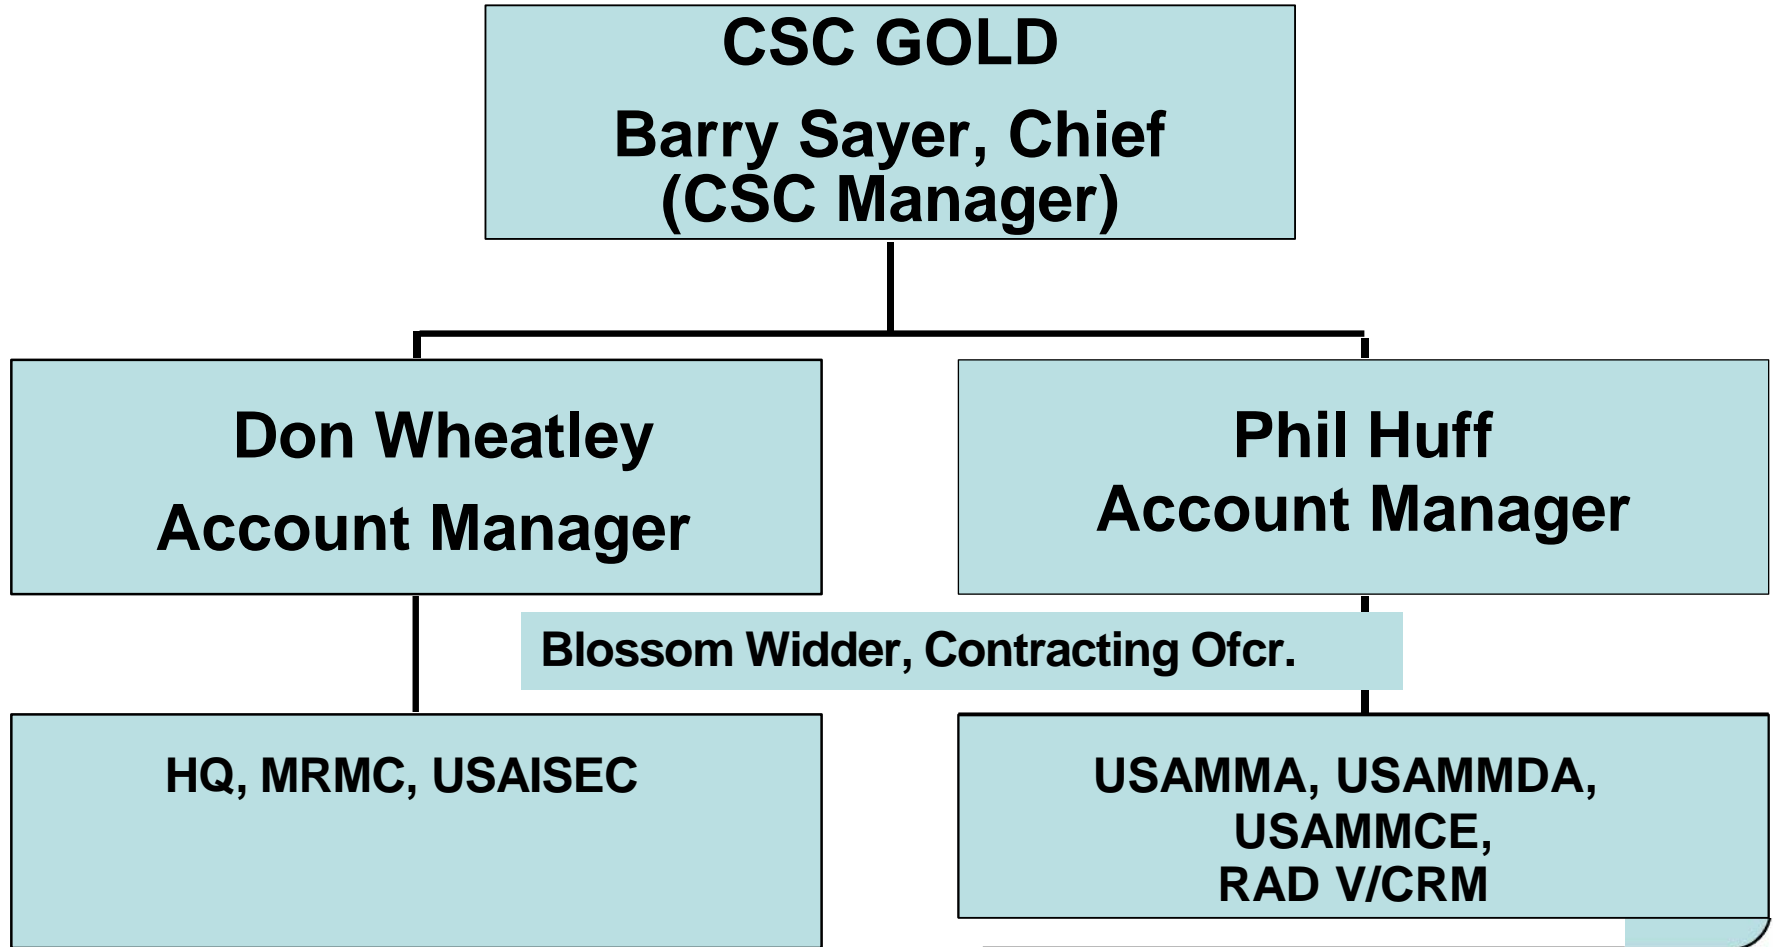 CSC GOLD
Barry Sayer, Chief
(CSC Manager)
Don Wheatley
Account Manager
Phil Huff
Account Manager
Blossom Widder, Contracting Ofcr.
HQ, MRMC, USAISEC
USAMMA, USAMMDA,
USAMMCE,
RAD V/CRM